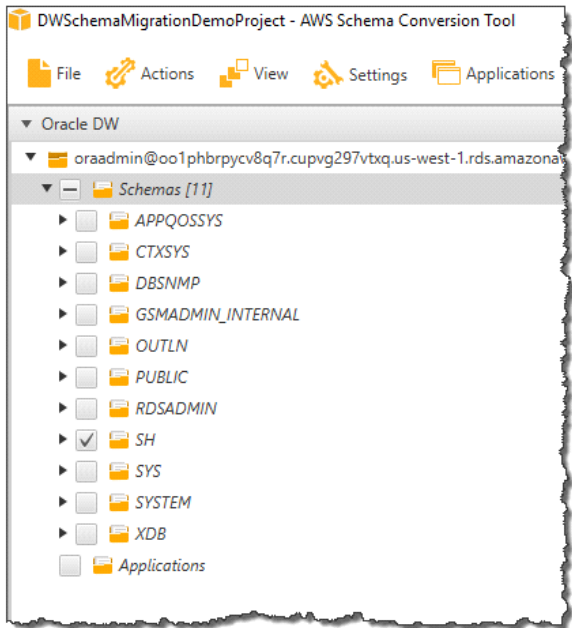 DWSchemaMigrationDemoProject - AWS Schema Conversion Tool
File Actions View Settings Applications
Oracle DW
oraadmin@oo1phbrpycv8q7r.cupvg297vtxq.us-west-1.rds.amazona
Schemas [11]
APPQOSSYS
CTXSYS
DBSNMP
GSMADMIN_INTERNAL
OUTLN
PUBLIC
RDSADMIN
SH
SYS
SYSTEM
XDB
Applications